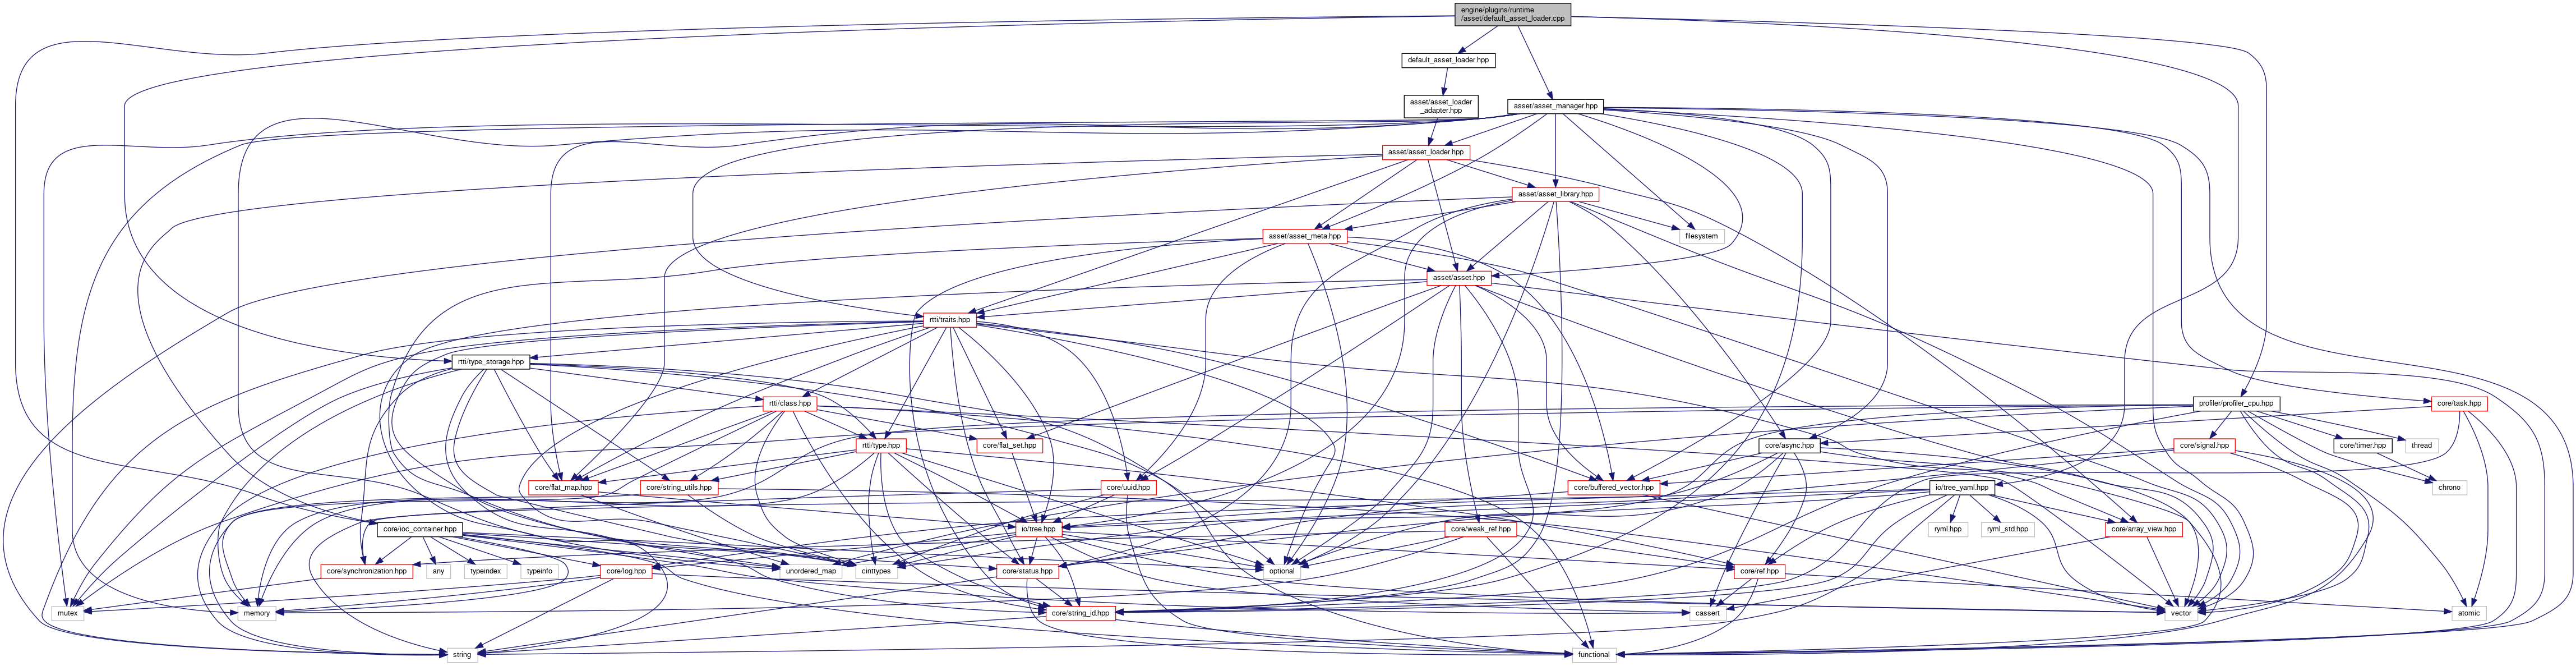 engine/plugins/runtime
/asset/default_asset_loader.cpp
default_asset_loader.hpp
asset/asset_loader
_adapter.hpp
asset/asset_manager.hpp
asset/asset_loader.hpp
asset/asset_library.hpp
asset/asset_meta.hpp
filesystem
asset/asset.hpp
rtti/traits.hpp
rtti/type_storage.hpp
rtti/class.hpp
profiler/profiler_cpu.hpp
core/task.hpp
rtti/type.hpp
core/flat_set.hpp
core/async.hpp
core/signal.hpp
core/timer.hpp
thread
core/flat_map.hpp
core/string_utils.hpp
core/uuid.hpp
core/buffered_vector.hpp
io/tree_yaml.hpp
chrono
core/ioc_container.hpp
io/tree.hpp
core/weak_ref.hpp
ryml.hpp
ryml_std.hpp
core/array_view.hpp
core/synchronization.hpp
any
typeindex
typeinfo
core/log.hpp
unordered_map
cinttypes
core/status.hpp
optional
core/ref.hpp
mutex
memory
core/string_id.hpp
cassert
vector
atomic
string
functional